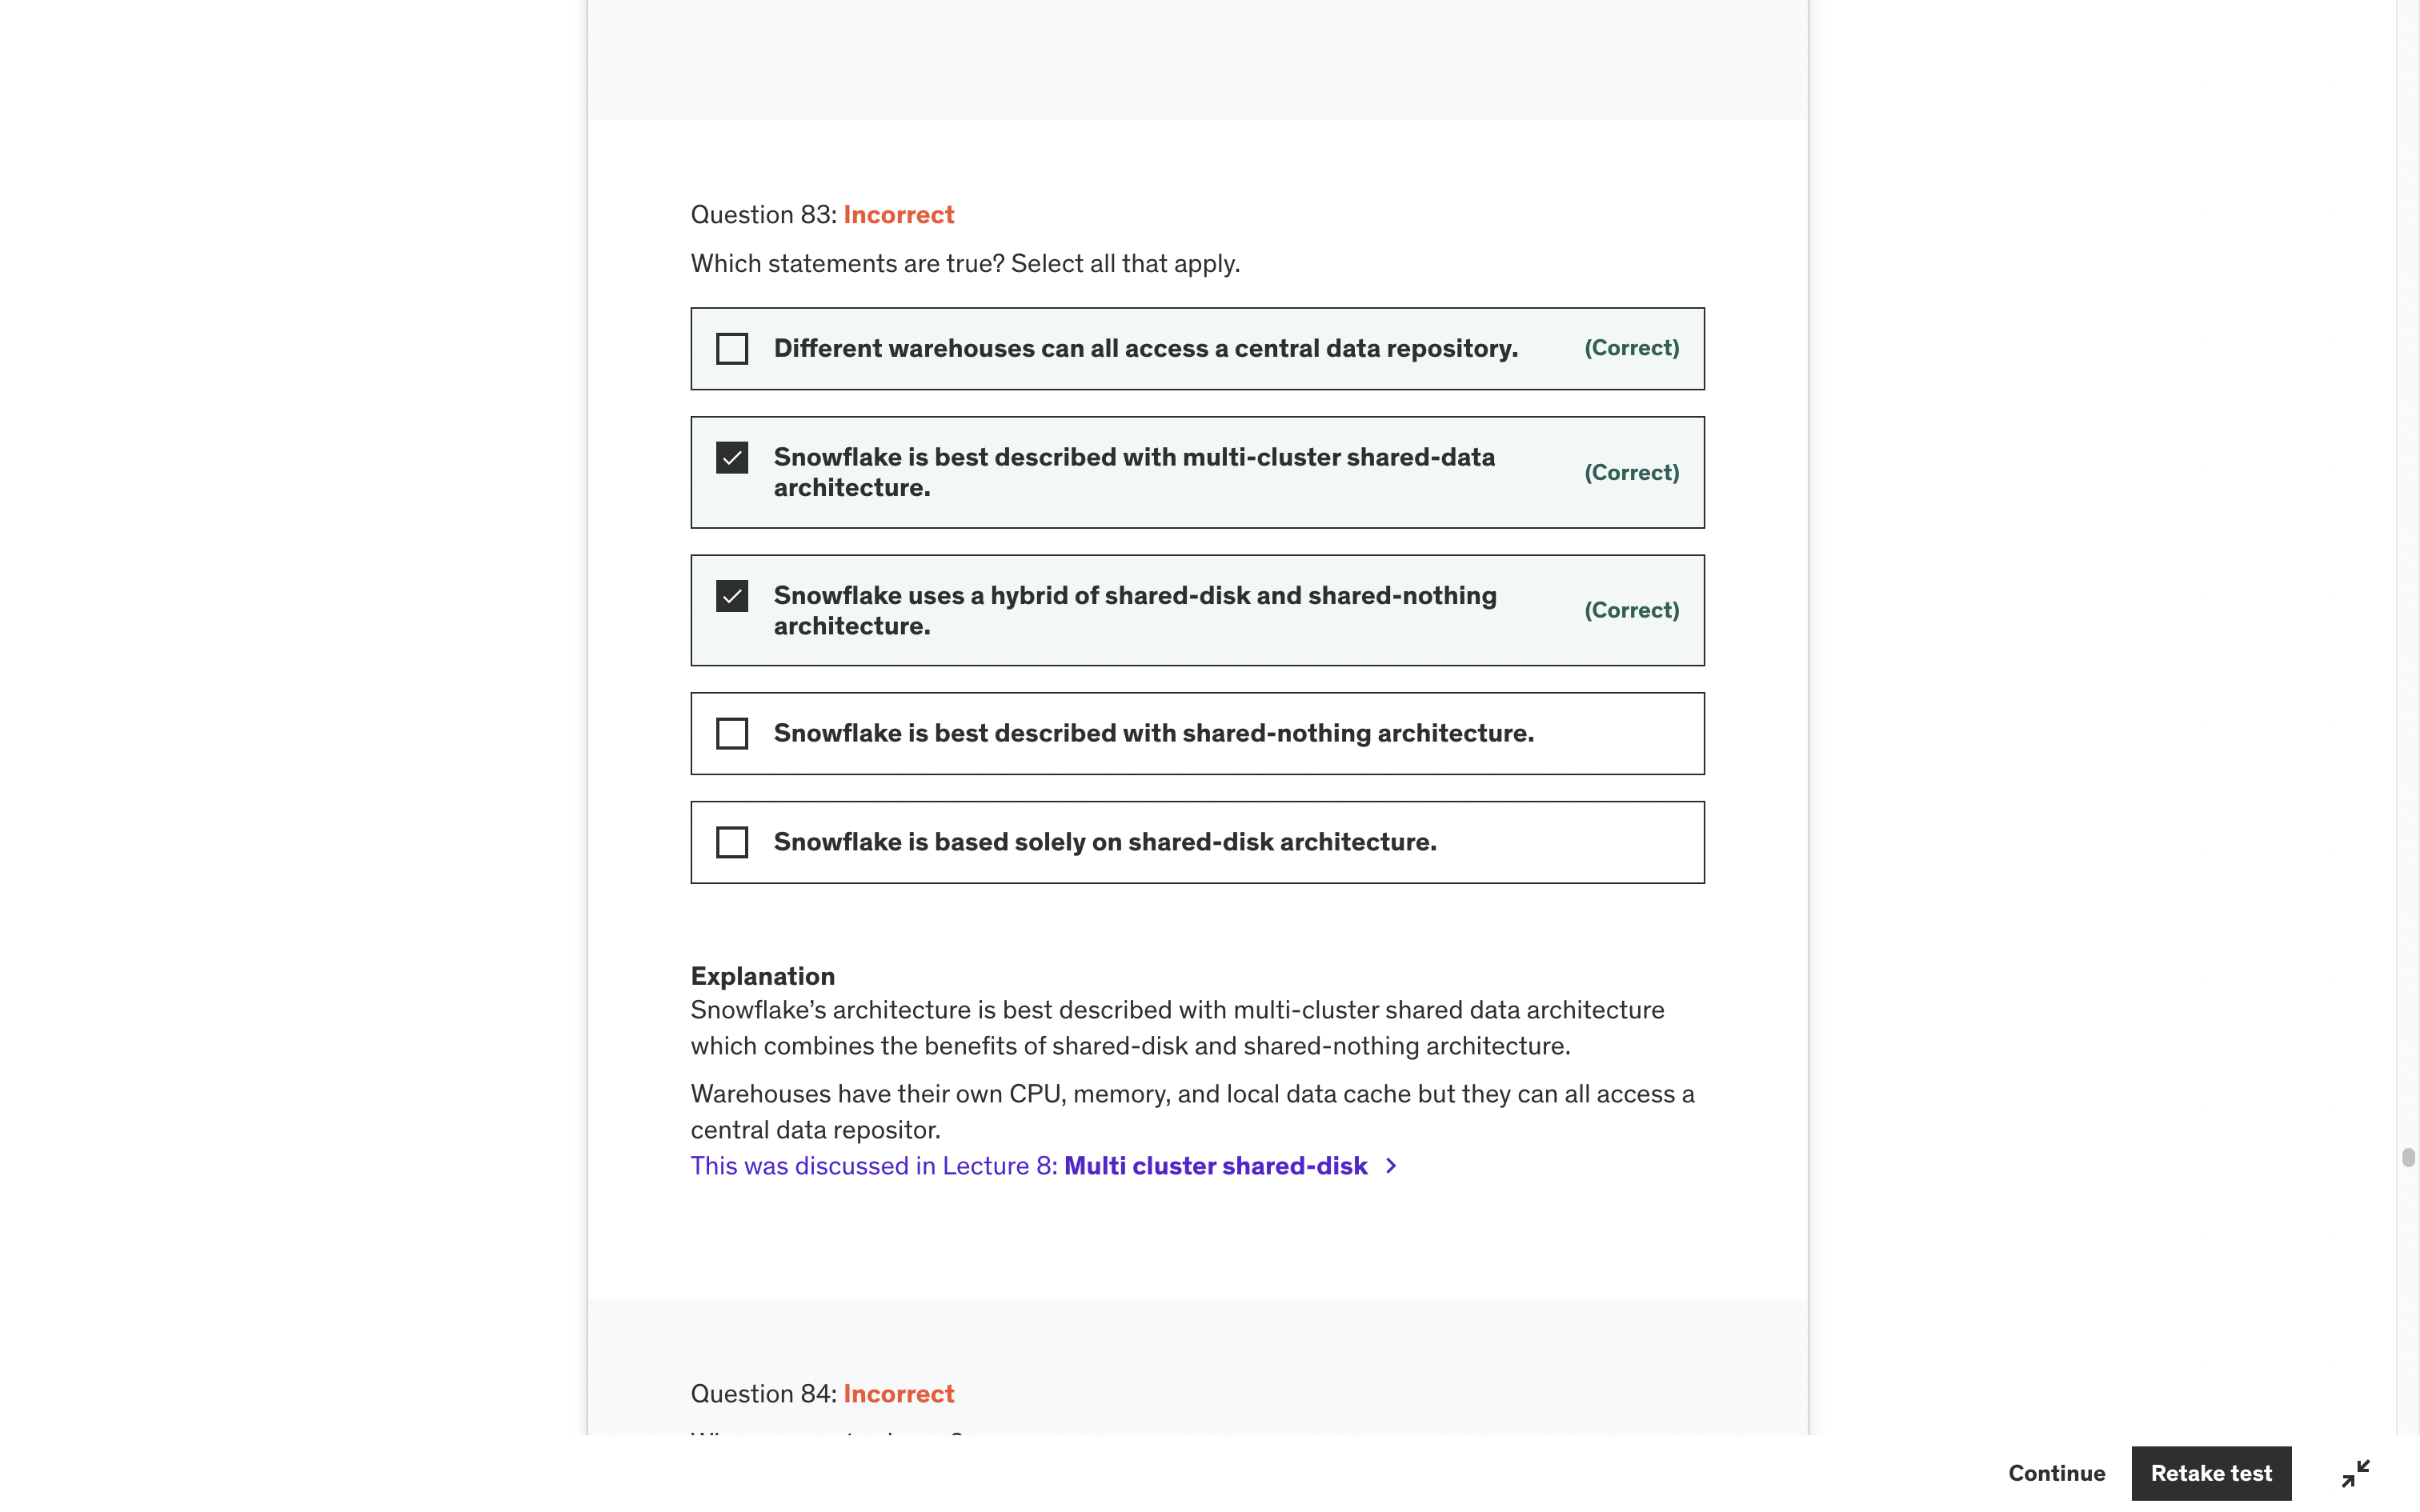 Question 83: Incorrect
Which statements are true? Select all that apply.
Different warehouses can all access a central data repository. (Correct)
Snowflake is best described with multi-cluster shared-data
architecture. (Correct)
Snowflake uses a hybrid of shared-disk and shared-nothing
architecture. (Correct)
Snowflake is best described with shared-nothing architecture.
Snowflake is based solely on shared-disk architecture.
Explanation
Snowflake’s architecture is best described with multi-cluster shared data architecture
which combines the benefits of shared-disk and shared-nothing architecture.
Warehouses have their own CPU, memory, and local data cache but they can all access a
central data repositor.
This was discussed in Lecture 8: Multi cluster shared-disk
Question 84: Incorrect
Continue Retake test